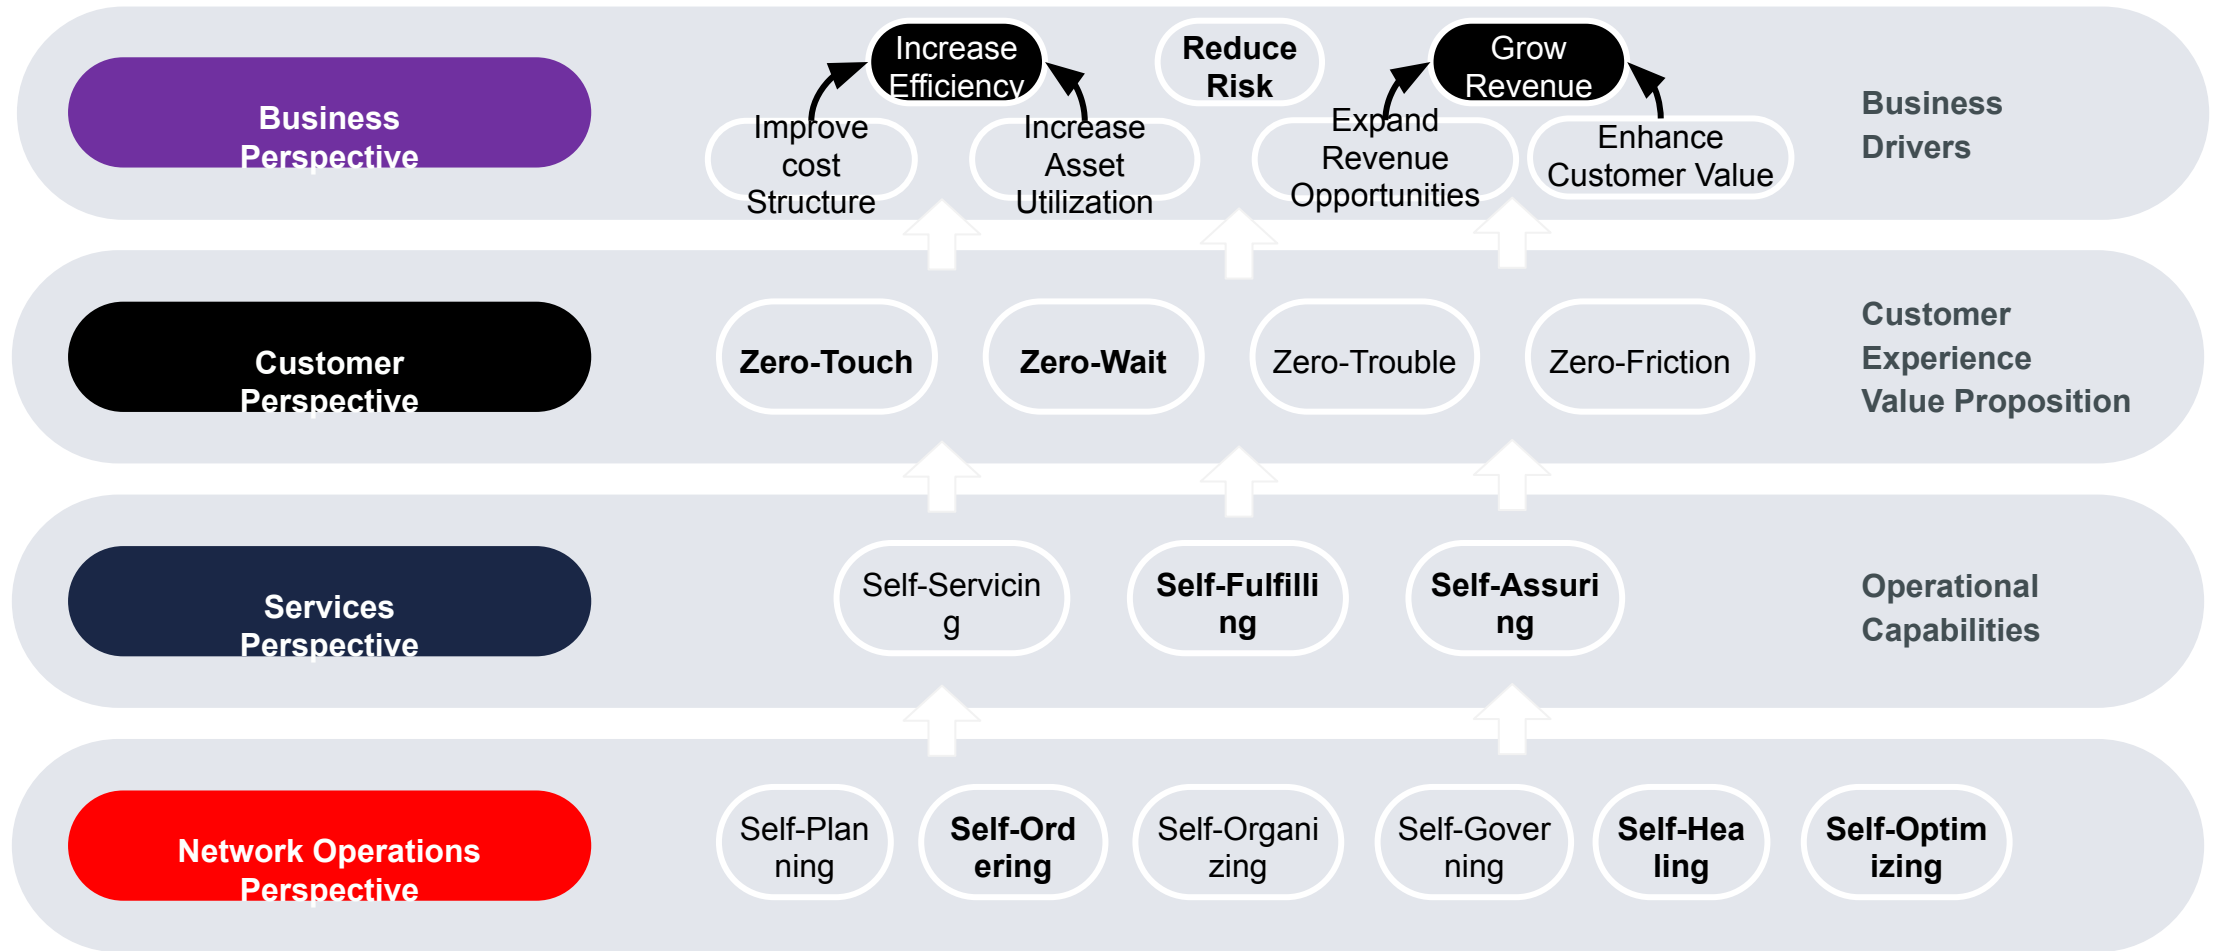 Business
Perspective
Increase
Efficiency
Reduce
Risk
Grow
Revenue
Improve
cost
Structure
Increase
Asset
Utilization
Expand
Revenue
Opportunities
Enhance
Customer Value
Business
Drivers
Customer
Perspective
Zero-Touch
Zero-Wait
Zero-Trouble
Zero-Friction
Customer
Experience
Value Proposition
Services
Perspective
Self-Servicin
g
Self-Fulfilli
ng
Self-Assuri
ng
Operational
Capabilities
Network Operations
Perspective
Self-Plan
ning
Self-Ord
ering
Self-Organi
zing
Self-Gover
ning
Self-Hea
ling
Self-Optim
izing